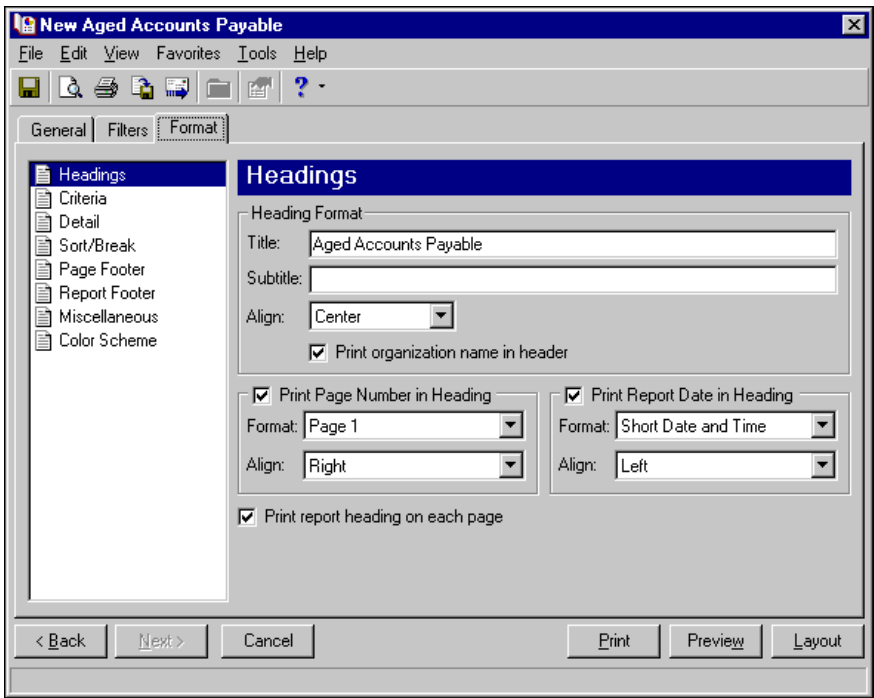 New Aged Accounts Payable
File Edit View Favorites Tools Help
?
General Filters Format
Headings
Criteria
Detail
Sort/Break
Page Footer
Report Footer
Miscellaneous
Color Scheme
Headings
Heading Format
Title: Aged Accounts Payable
Subtitle:
Align: Center
Print organization name in header
Print Page Number in Heading
Format: Page 1
Align: Right
Print Report Date in Heading
Format: Short Date and Time
Align: Left
Print report heading on each page
< Back Next > Cancel Print Preview Layout